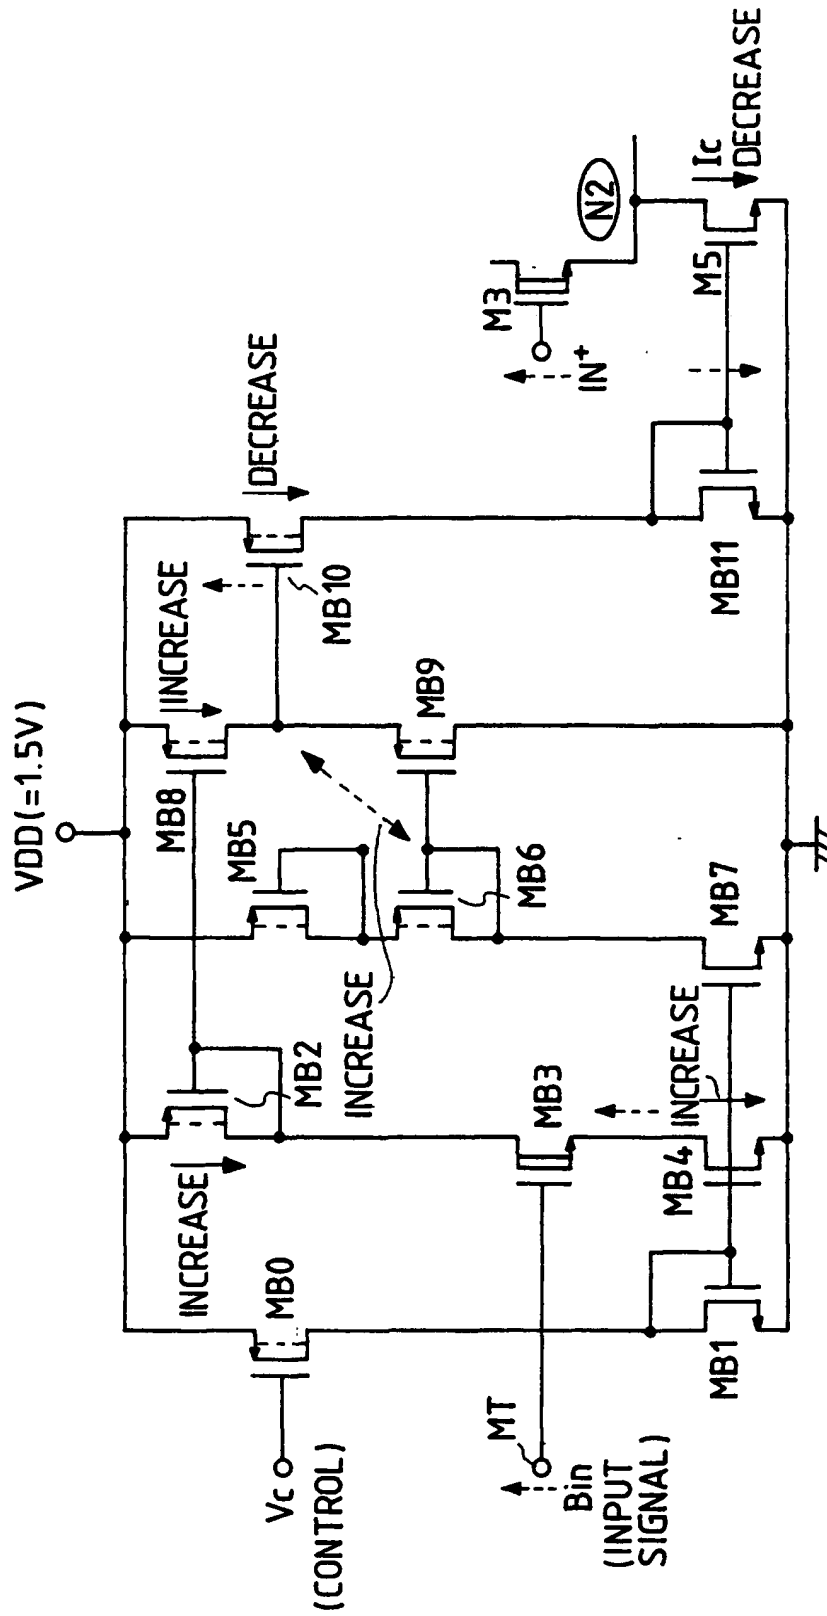 VDD(=1.5V)
Vc
(CONTROL)
MB0
INCREASE
MB2
MB8
INCREASE
DECREASE
MB10
MB5
MB9
MB6
INCREASE
MT
Bin
(INPUT
SIGNAL)
MB3
INCREASE
MB4
MB1
MB7
MB11
M3
IN+
N2
M5
Ic
DECREASE